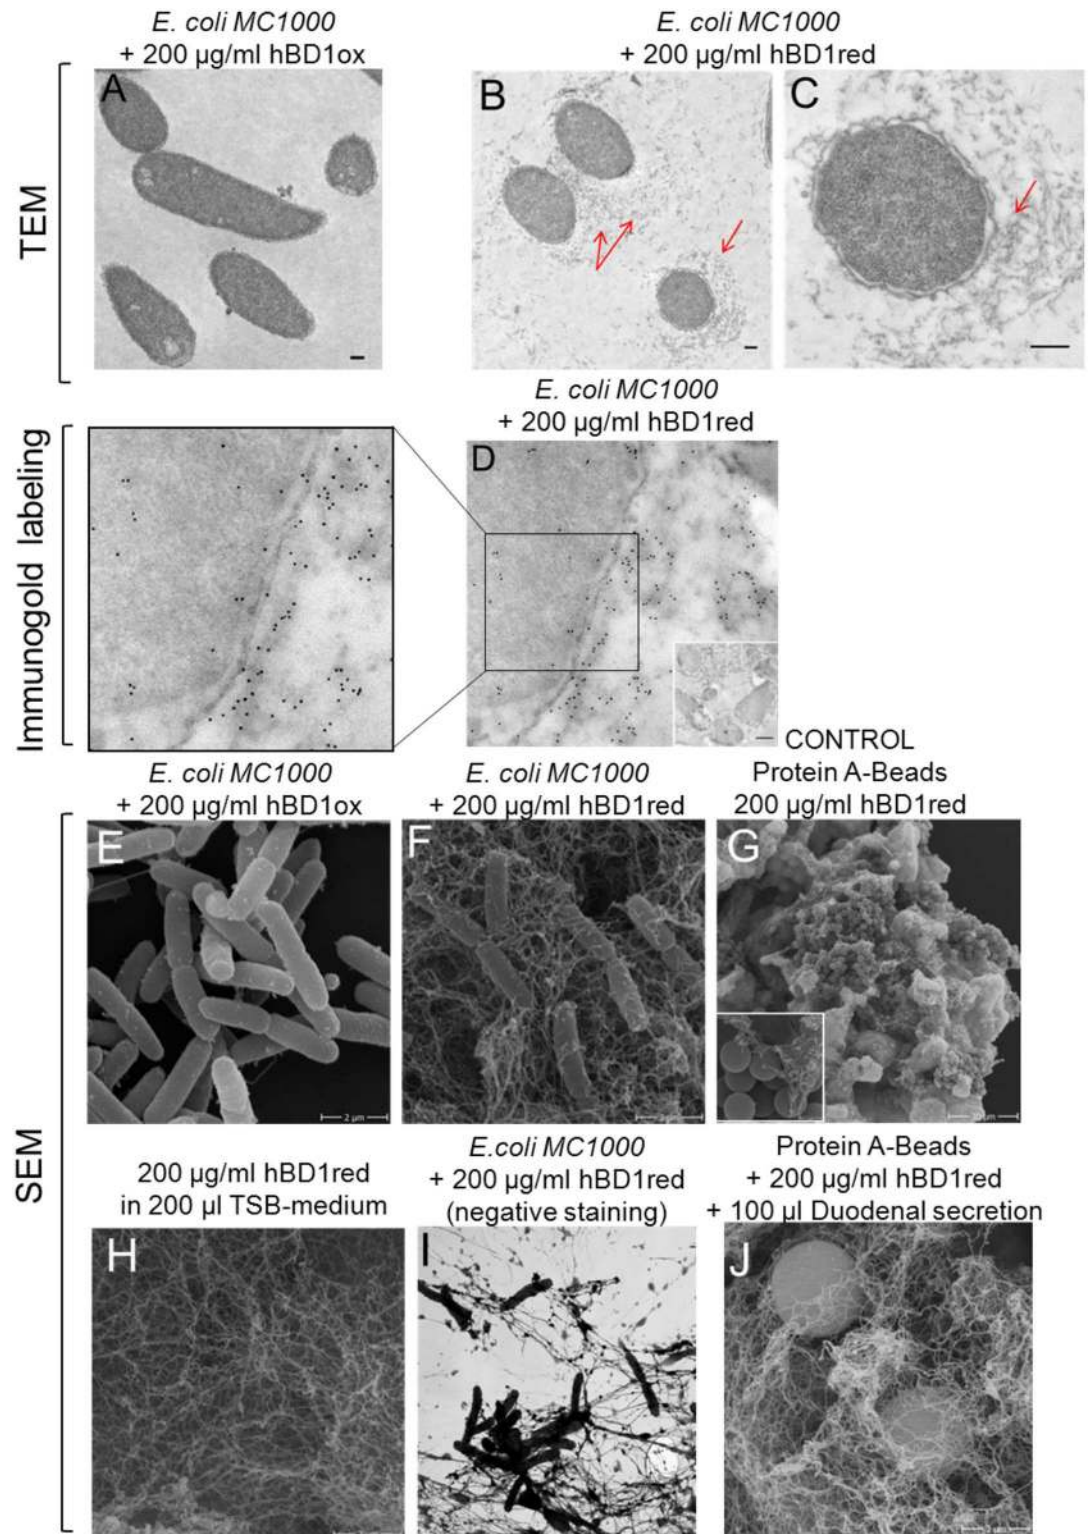 E. coli MC1000
+ 200 µg/ml hBD1ox
E. coli MC1000
+ 200 µg/ml hBD1red
TEM
A
B
C
E. coli MC1000
+ 200 µg/ml hBD1red
Immunogold labeling
D
CONTROL
E. coli MC1000
+ 200 µg/ml hBD1ox
E. coli MC1000
+ 200 µg/ml hBD1red
Protein A-Beads
200 µg/ml hBD1red
SEM
E
2 µm
F
G
200 µg/ml hBD1red
in 200 µl TSB-medium
E.coli MC1000
+ 200 µg/ml hBD1red
(negative staining)
Protein A-Beads
+ 200 µg/ml hBD1red
+ 100 µl Duodenal secretion
H
I
J